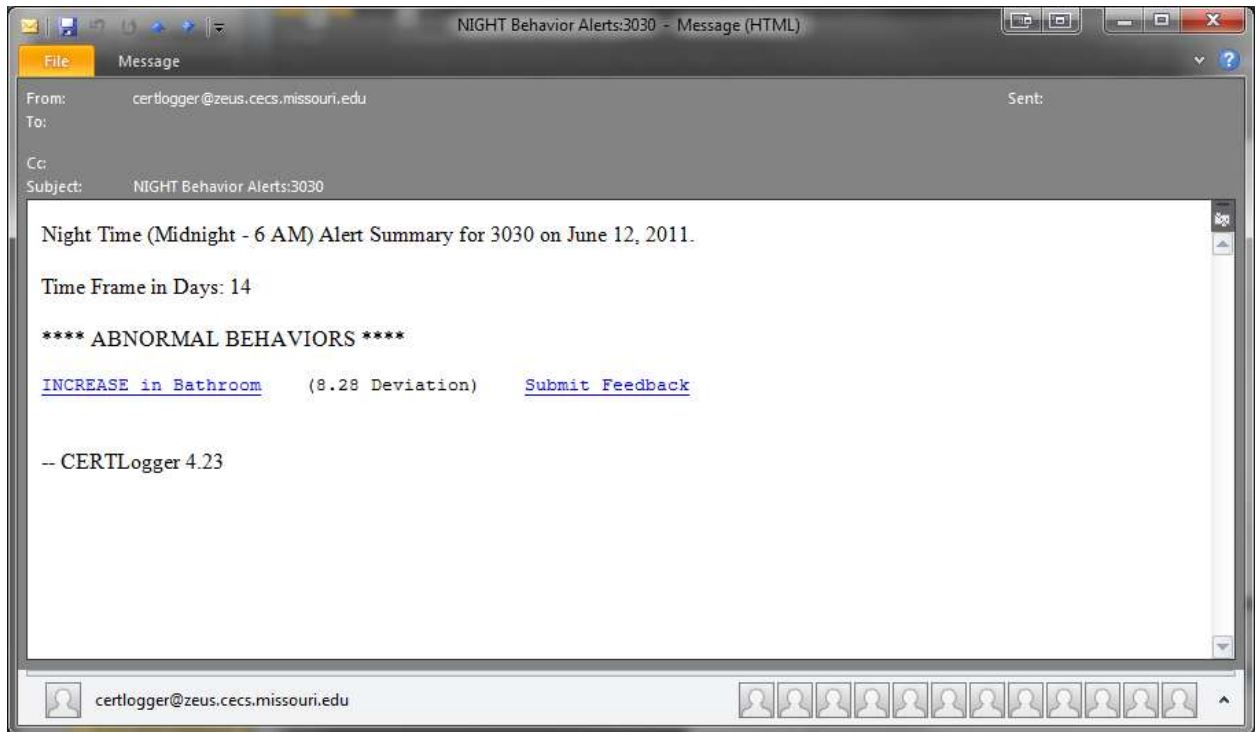 NIGHT Behavior Alerts:3030 - Message (HTML)
File Message
From: certlogger@zeus.cecs.missouri.edu Sent:
To:
Cc:
Subject: NIGHT Behavior Alerts:3030
Night Time (Midnight - 6 AM) Alert Summary for 3030 on June 12, 2011.
Time Frame in Days: 14
**** ABNORMAL BEHAVIORS ****
INCREASE in Bathroom (8.28 Deviation) Submit Feedback
-- CERTLogger 4.23
certlogger@zeus.cecs.missouri.edu